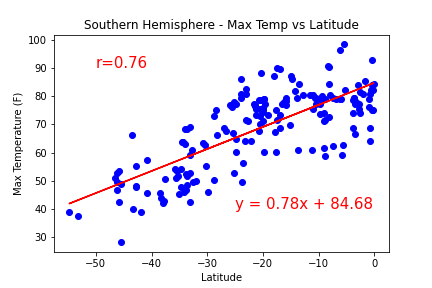 Southern Hemisphere - Max Temp vs Latitude
100
90
80
70
60
50
40
30
Max Temperature (F)
r=0.76
y = 0.78x + 84.68
−50
−40
−30
−20
−10
0
Latitude